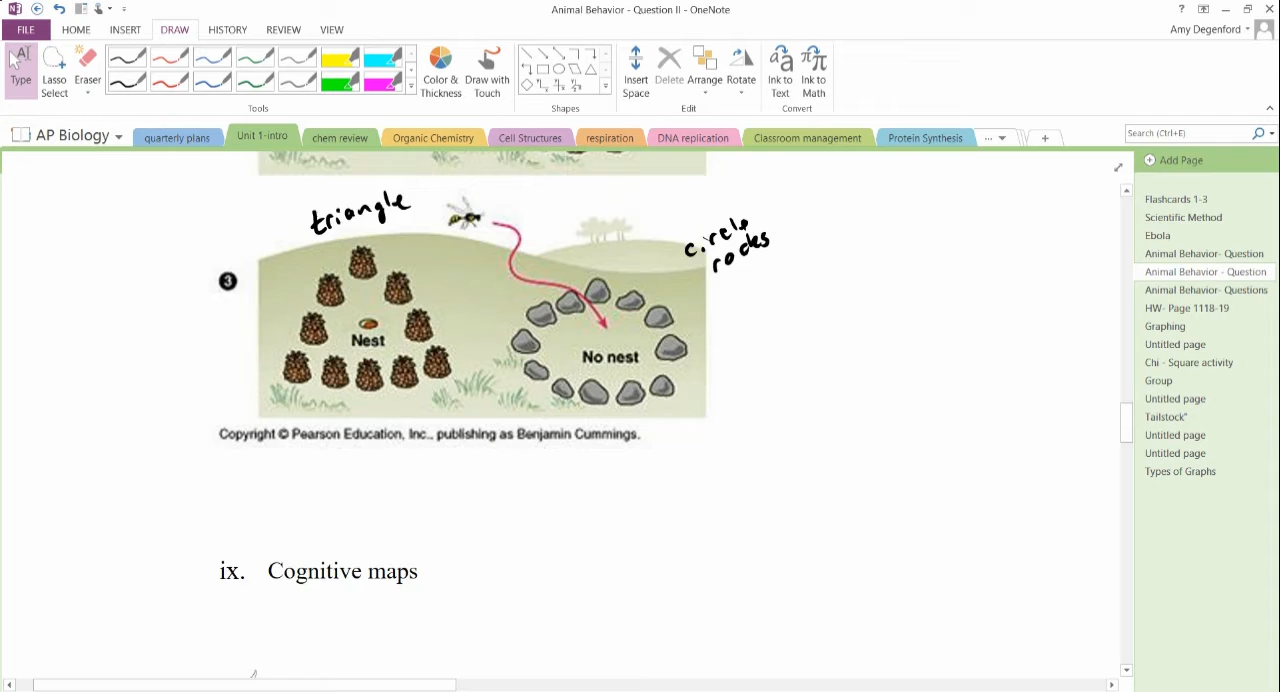 Animal Behavior - Question II - OneNote
FILE HOME INSERT DRAW HISTORY REVIEW VIEW
Amy Degenford
Type
Lasso Select
Eraser
Color & Thickness
Draw with Touch
Insert Space
Delete
Arrange
Rotate
Ink to Text
Ink to Math
Tools
Shapes
Edit
Convert
AP Biology
quarterly plans
Unit 1-intro
chem review
Organic Chemistry
Cell Structures
respiration
DNA replication
Classroom management
Protein Synthesis
Search (Ctrl+E)
triangle
circle
rocks
3
Nest
No nest
Copyright © Pearson Education, Inc., publishing as Benjamin Cummings.
ix. Cognitive maps
Add Page
Flashcards 1-3
Scientific Method
Ebola
Animal Behavior- Question
Animal Behavior - Question
Animal Behavior- Questions
HW- Page 1118-19
Graphing
Untitled page
Chi - Square activity
Group
Untitled page
Tailstock"
Untitled page
Untitled page
Types of Graphs